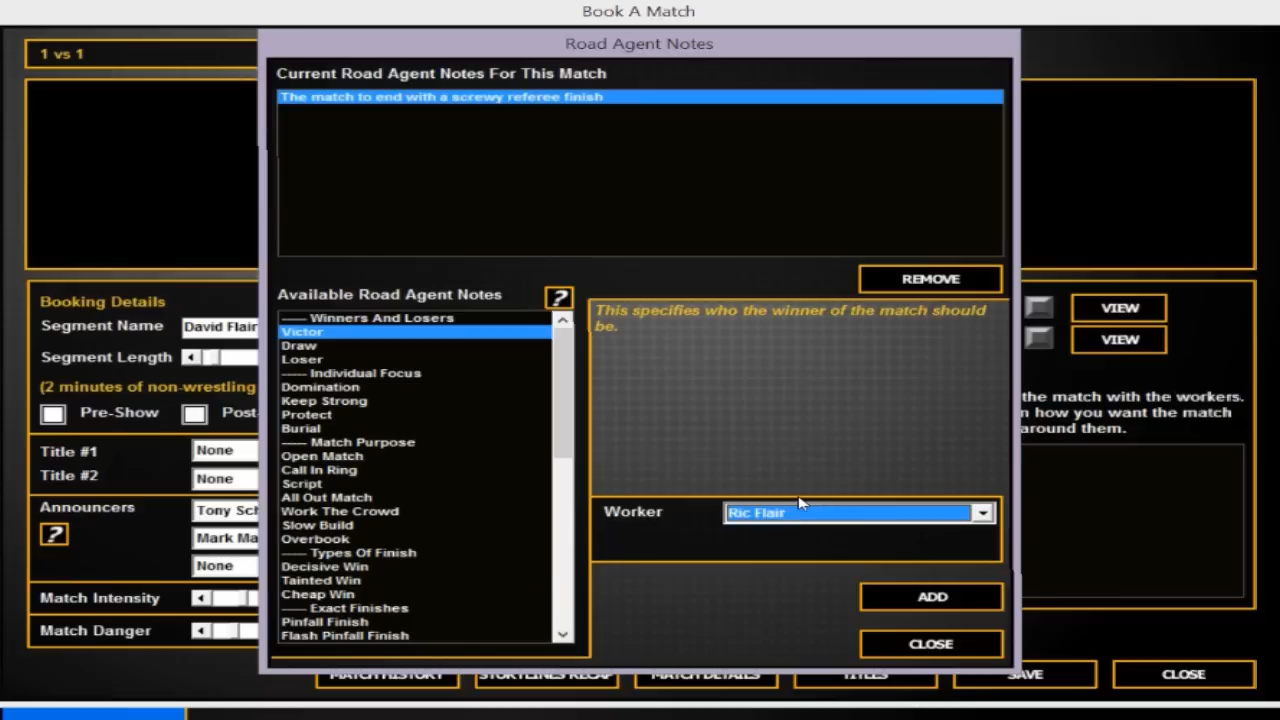 Book A Match
1 vs 1
Road Agent Notes
Current Road Agent Notes For This Match
The match to end with a screwy referee finish
REMOVE
Available Road Agent Notes
?
Winners And Losers
Victor
Draw
Loser
Individual Focus
Domination
Keep Strong
Protect
Burial
Match Purpose
Open Match
Call In Ring
Script
All Out Match
Work The Crowd
Slow Build
Overbook
Types Of Finish
Decisive Win
Tainted Win
Cheap Win
Exact Finishes
Pinfall Finish
Flash Pinfall Finish
This specifies who the winner of the match should
be.
Worker
Ric Flair
ADD
CLOSE
Booking Details
Segment Name
David Flair
Segment Length
(2 minutes of non-wrestling
Pre-Show
Post-
Title #1
None
Title #2
None
Announcers
Tony Sch
?
Mark Ma
None
Match Intensity
Match Danger
VIEW
VIEW
the match with the workers.
n how you want the match
around them.
MATCH HISTORY
STORYLINES RECAP
MATCH DETAILS
TITLES
SAVE
CLOSE